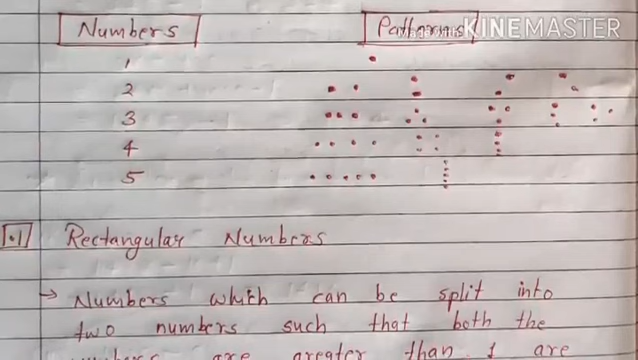 Numbers Patterns
KINEMASTER
1
2
3
4
5
1.1 Rectangular Numbers
→ Numbers which can be split into
two numbers such that both the
numbers are greater than 1 are